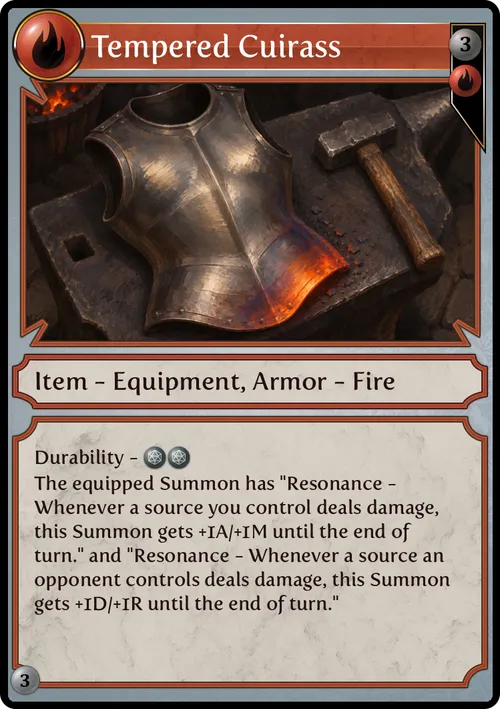 Tempered Cuirass
3
Item – Equipment, Armor – Fire
Durability –
The equipped Summon has "Resonance –
Whenever a source you control deals damage,
this Summon gets +1A/+1M until the end of
turn." and "Resonance – Whenever a source an
opponent controls deals damage, this Summon
gets +1D/+1R until the end of turn."
3